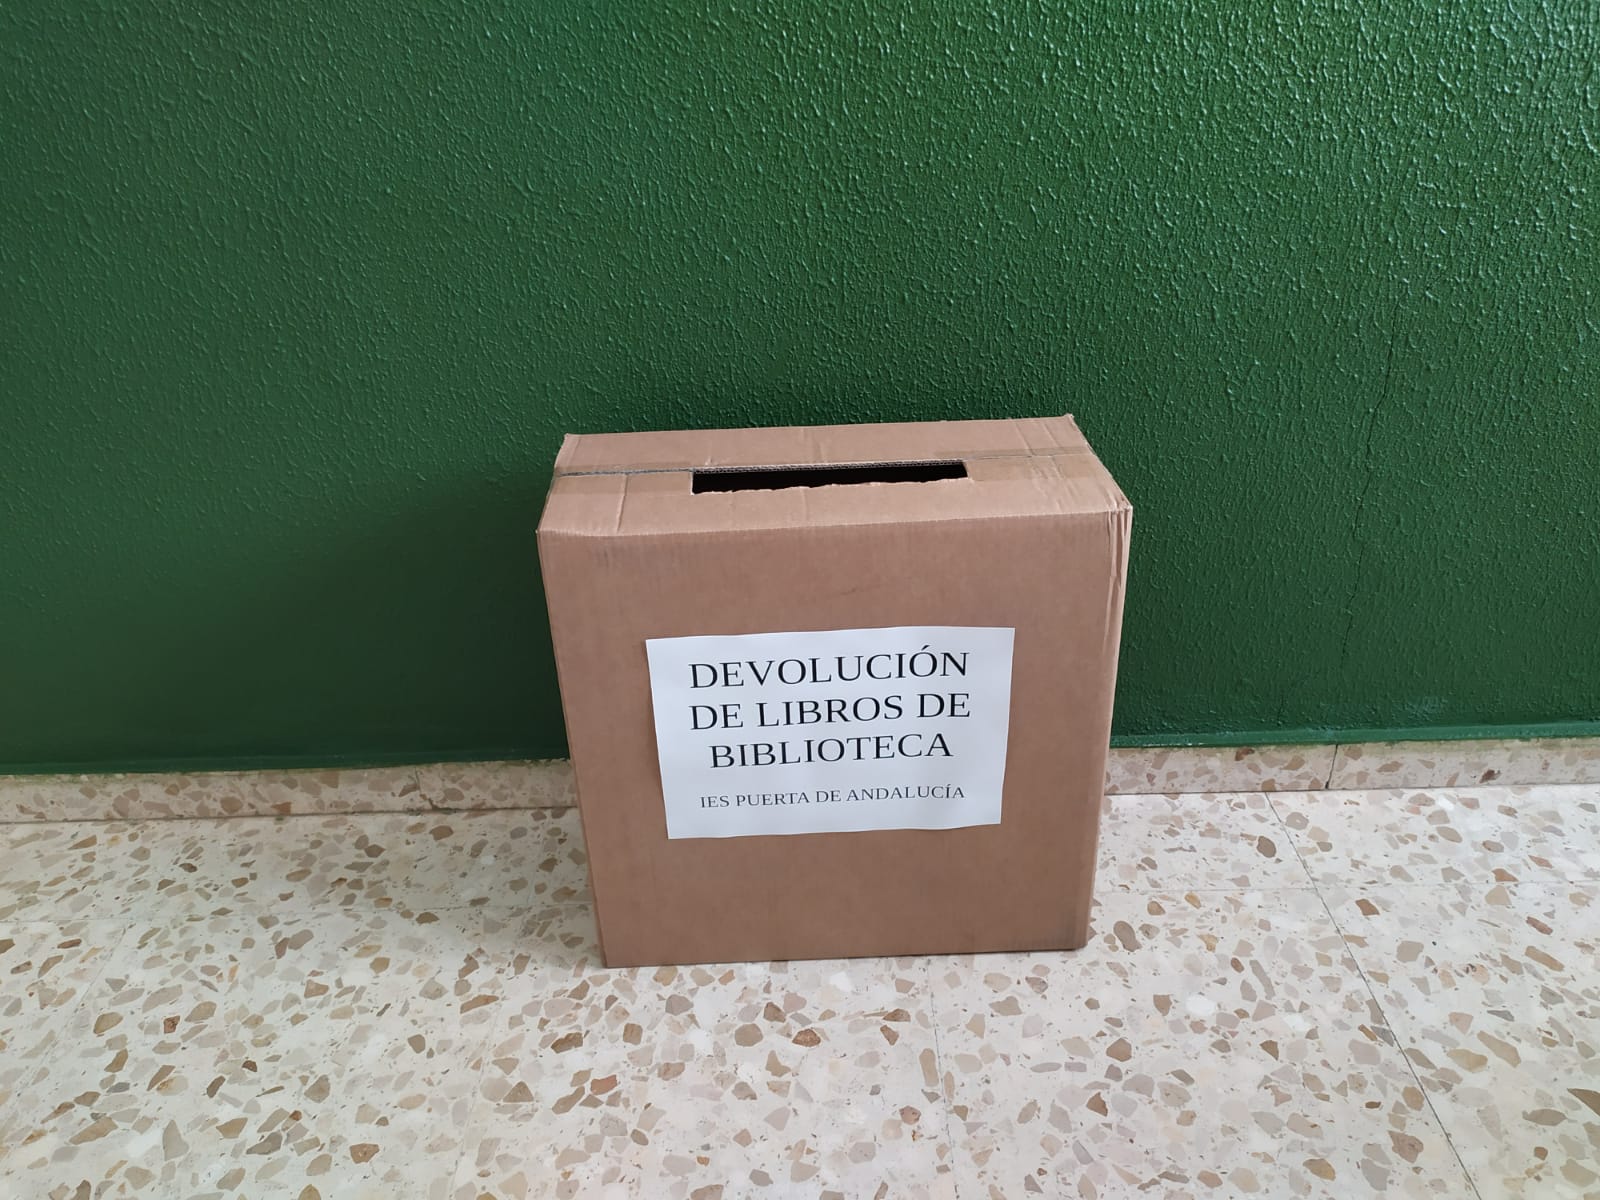 DEVOLUCIÓN
DE LIBROS DE
BIBLIOTECA
IES PUERTA DE ANDALUCÍA